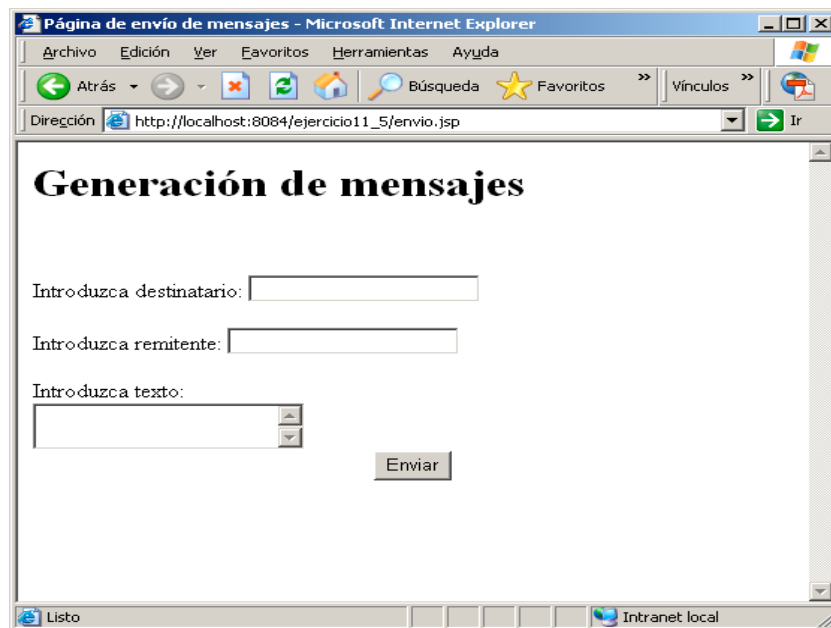 Página de envío de mensajes - Microsoft Internet Explorer
Archivo Edición Ver Favoritos Herramientas Ayuda
Atrás Búsqueda Favoritos » Vínculos »
Dirección http://localhost:8084/ejercicio11_5/envio.jsp Ir
Generación de mensajes
Introduzca destinatario:
Introduzca remitente:
Introduzca texto:
Enviar
Listo Intranet local